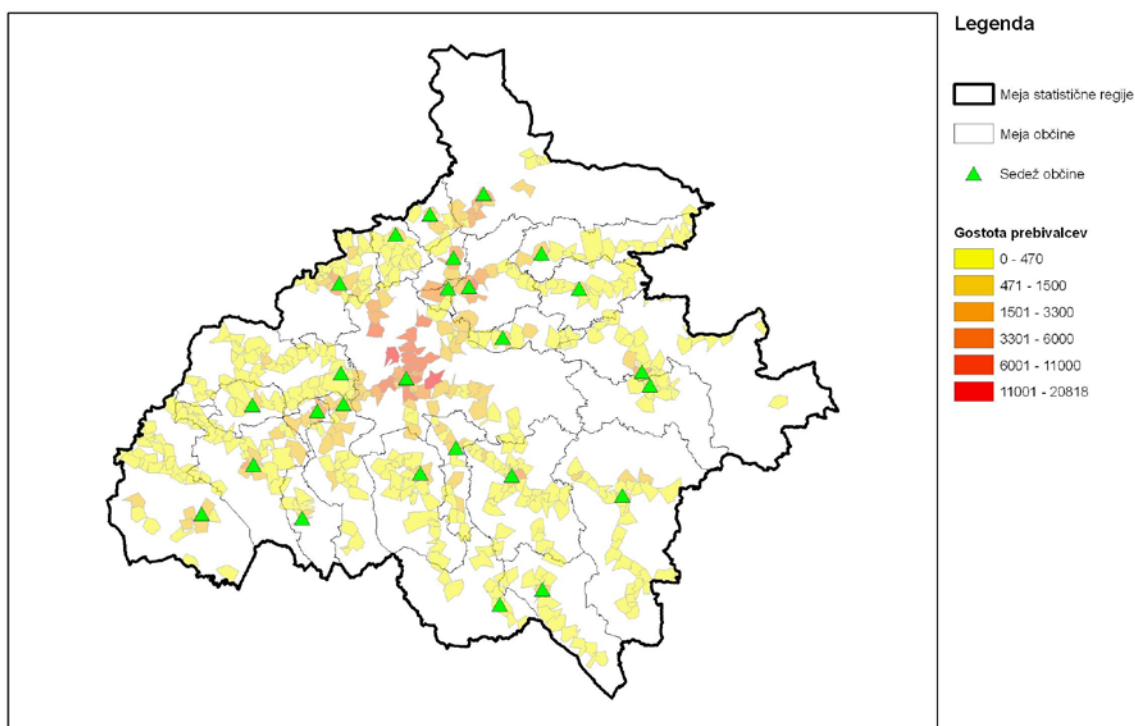 Legenda
Meja statistične regije
Meja občine
Sedež občine
Gostota prebivalcev
0 - 470
471 - 1500
1501 - 3300
3301 - 6000
6001 - 11000
11001 - 20818